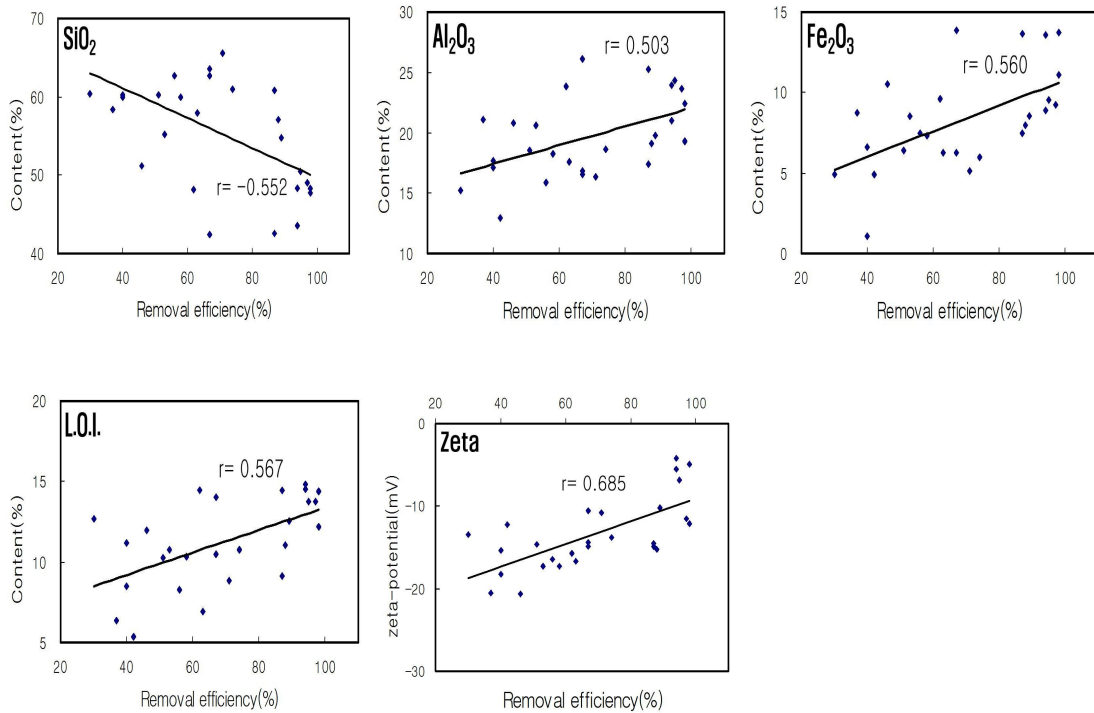 SiO₂
70
60
50
40
Content(%)
r= −0.552
20 40 60 80 100
Removal efficiency(%)
Al₂O₃
30
25
20
15
10
Content(%)
r= 0.503
20 40 60 80 100
Removal efficiency(%)
Fe₂O₃
15
10
5
0
Content(%)
r= 0.560
20 40 60 80 100
Removal efficiency(%)
L.O.I.
20
15
10
5
Content(%)
r= 0.567
20 40 60 80 100
Removal efficiency(%)
20 40 60 80 100
Zeta
0
−10
−20
−30
zeta−potential(mV)
r= 0.685
Removal efficiency(%)